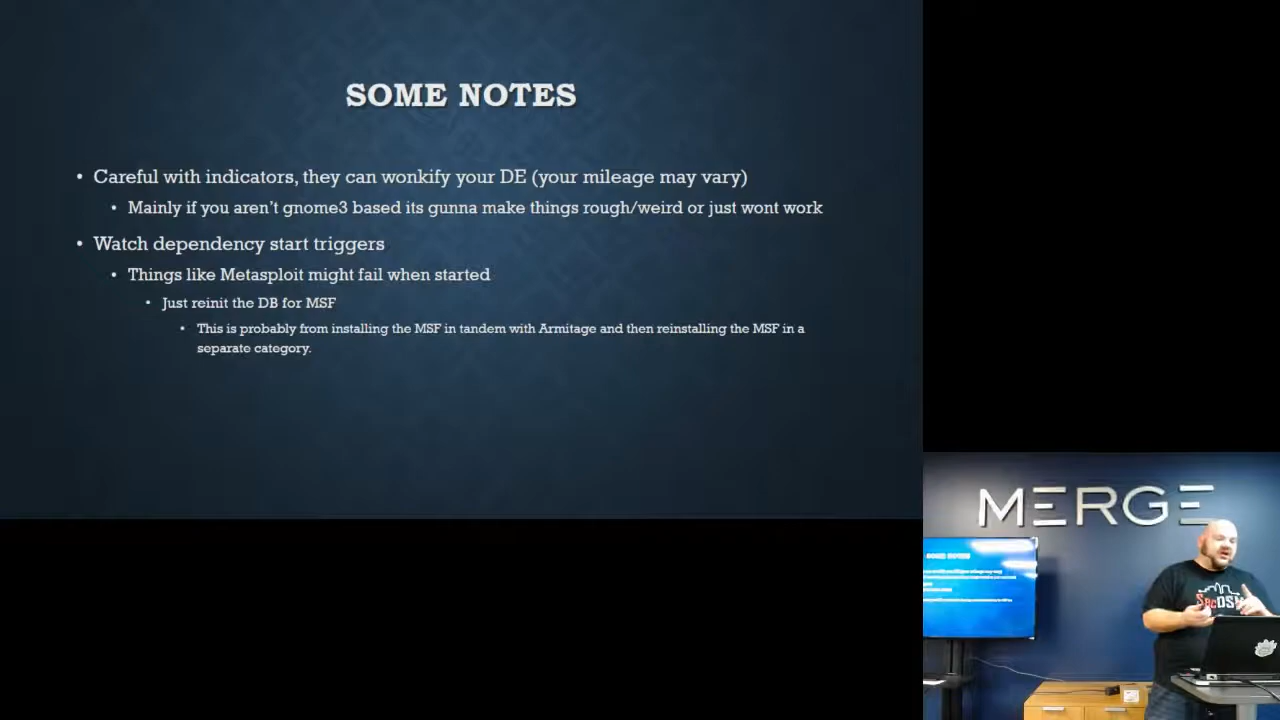 SOME NOTES
• Careful with indicators, they can wonkify your DE (your mileage may vary)
• Mainly if you aren't gnome3 based its gunna make things rough/weird or just wont work
• Watch dependency start triggers
• Things like Metasploit might fail when started
• Just reinit the DB for MSF
• This is probably from installing the MSF in tandem with Armitage and then reinstalling the MSF in a
separate category.
MERGE
SOME NOTES
SecDSM